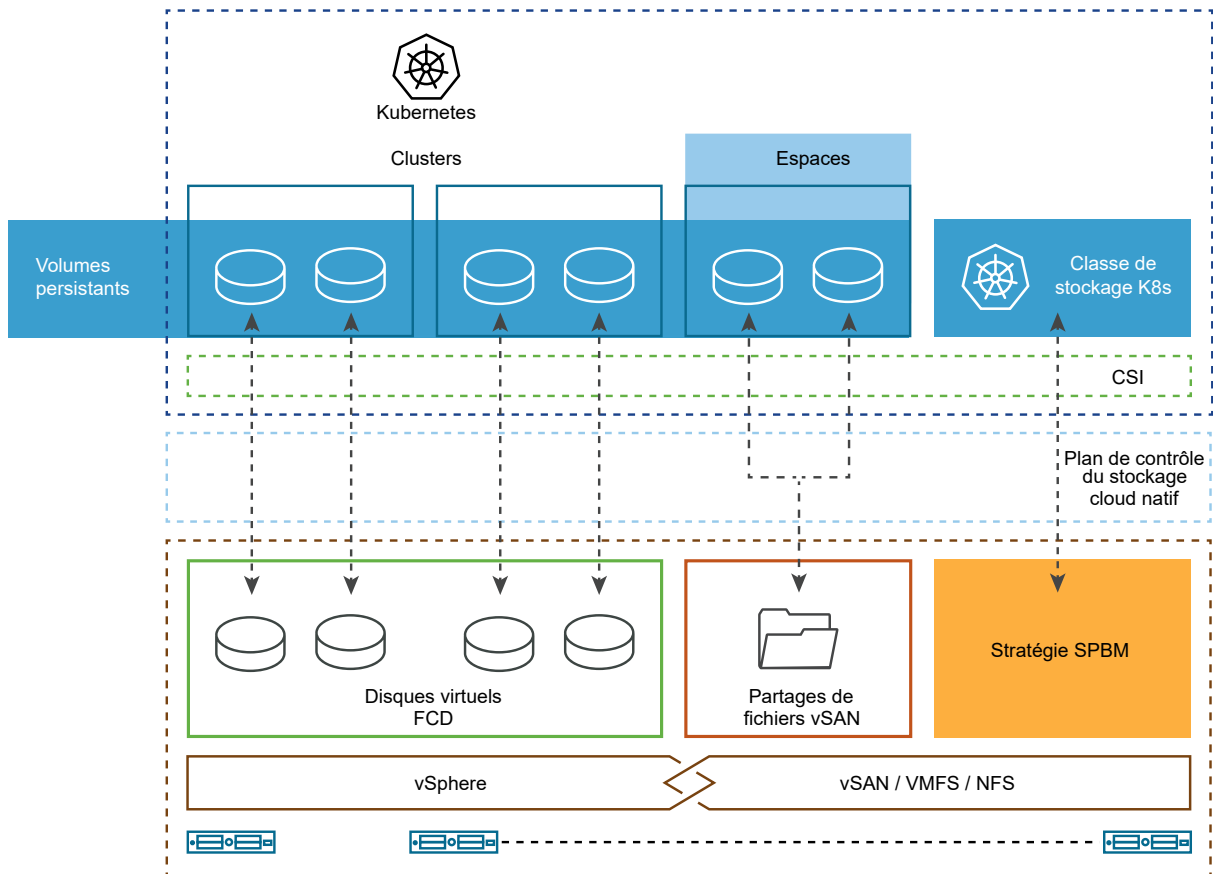 Kubernetes
Clusters
Espaces
Volumes
persistants
Classe de
stockage K8s
CSI
Plan de contrôle
du stockage
cloud natif
Disques virtuels
FCD
Partages de
fichiers vSAN
Stratégie SPBM
vSphere
vSAN / VMFS / NFS